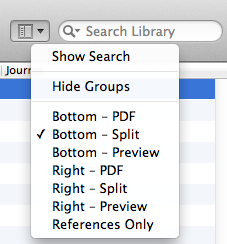 Search Library
Show Search
Journ
Hide Groups
Bottom – PDF
✓ Bottom – Split
Bottom – Preview
Right – PDF
Right – Split
Right – Preview
References Only